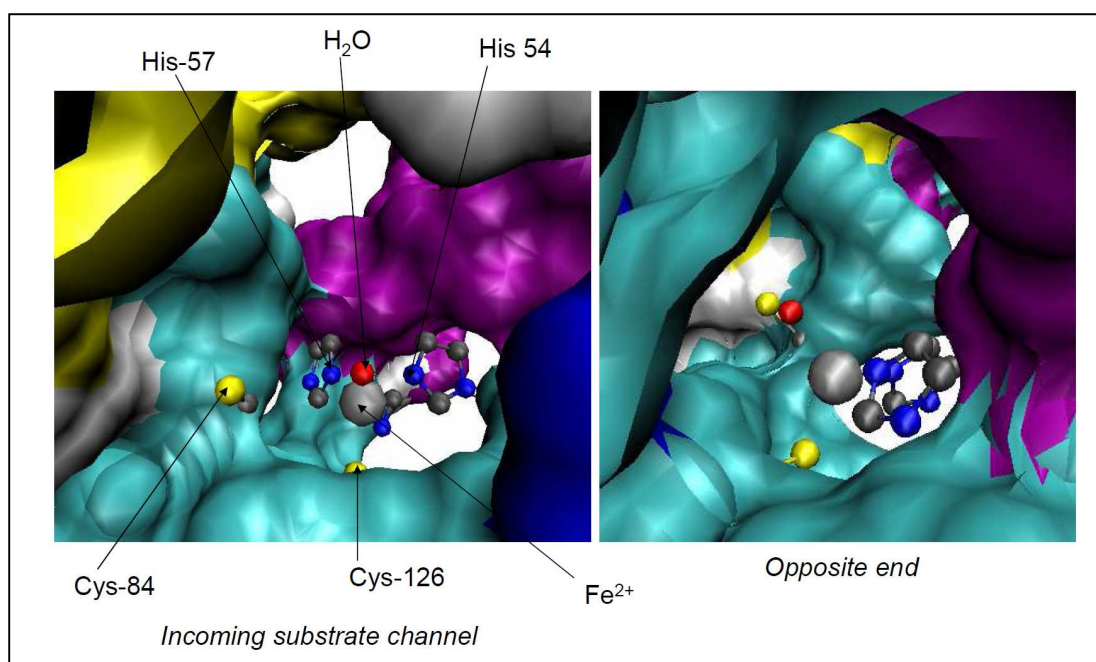 H₂O
His-57
His 54
Cys-84
Cys-126
Fe²⁺
Opposite end
Incoming substrate channel